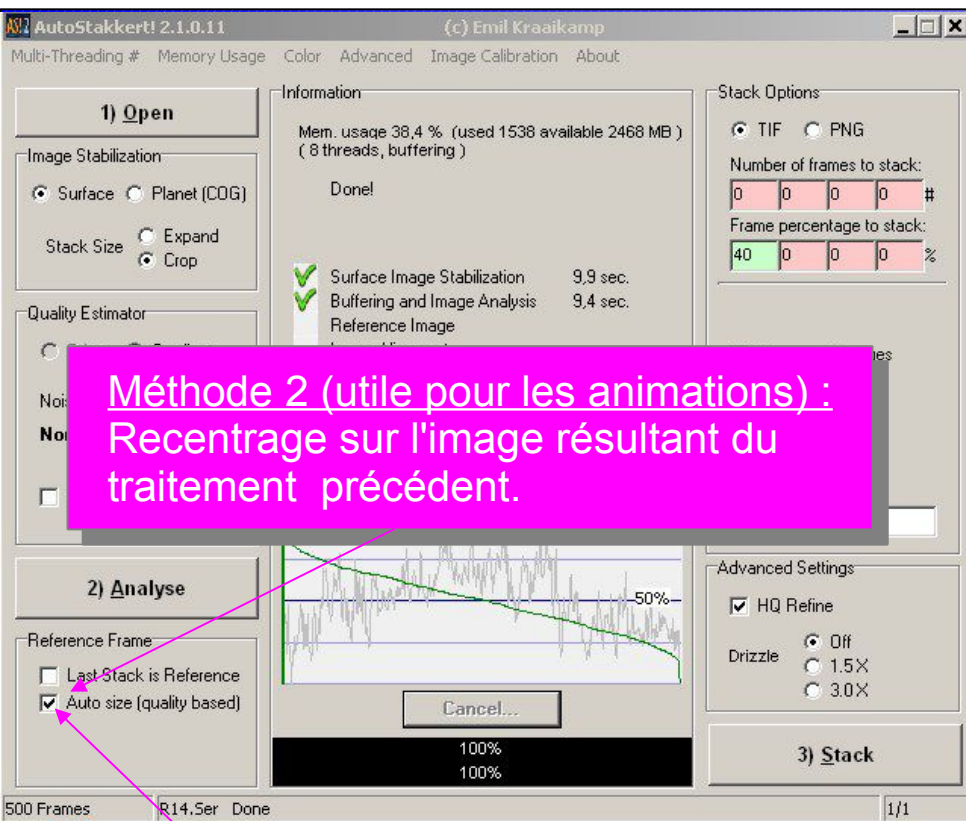 AS!2 AutoStakkert! 2.1.0.11 (c) Emil Kraaikamp
Multi-Threading # Memory Usage Color Advanced Image Calibration About
1) Open
Image Stabilization
Surface Planet (COG)
Stack Size
Expand
Crop
Quality Estimator
2) Analyse
Reference Frame
Last Stack is Reference
Auto size (quality based)
Information
Mem. usage 38,4 % (used 1538 available 2468 MB )
( 8 threads, buffering )
Done!
Surface Image Stabilization 9,9 sec.
Buffering and Image Analysis 9,4 sec.
Reference Image
Méthode 2 (utile pour les animations) :
Recentrage sur l'image résultant du
traitement précédent.
50%
Cancel...
100%
100%
Stack Options
TIF PNG
Number of frames to stack:
0 0 0 0 #
Frame percentage to stack:
40 0 0 0 %
Advanced Settings
HQ Refine
Drizzle
Off
1.5X
3.0X
3) Stack
500 Frames R14.Ser Done 1/1